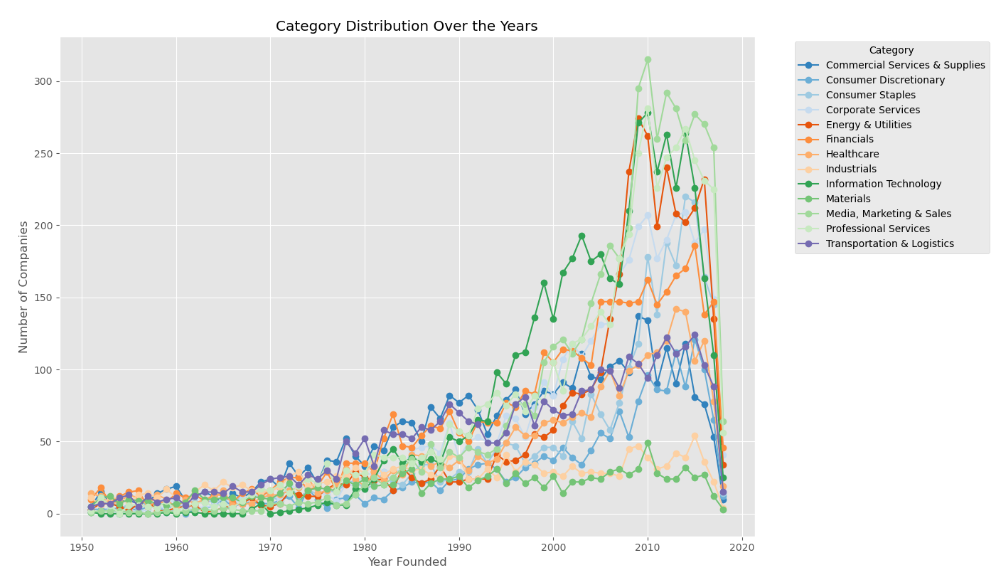 Category Distribution Over the Years
Number of Companies
300
250
200
150
100
50
0
1950 1960 1970 1980 1990 2000 2010 2020
Year Founded
Category
Commercial Services & Supplies
Consumer Discretionary
Consumer Staples
Corporate Services
Energy & Utilities
Financials
Healthcare
Industrials
Information Technology
Materials
Media, Marketing & Sales
Professional Services
Transportation & Logistics